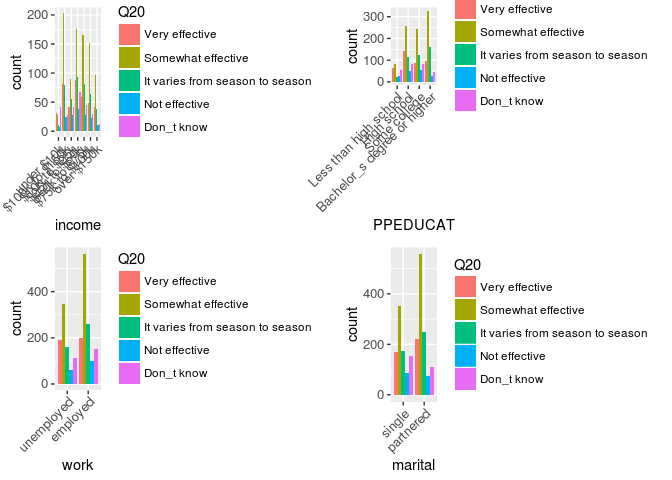 Q20
Very effective
Somewhat effective
It varies from season to season
Not effective
Don_t know
count
200
150
100
50
0
income
Very effective
Somewhat effective
It varies from season to season
Not effective
Don_t know
count
300
200
100
0
Less than high school
High school
Some college
Bachelor_s degree or higher
PPEDUCAT
Q20
Very effective
Somewhat effective
It varies from season to season
Not effective
Don_t know
count
400
200
0
unemployed
employed
work
Q20
Very effective
Somewhat effective
It varies from season to season
Not effective
Don_t know
count
400
200
0
single
partnered
marital